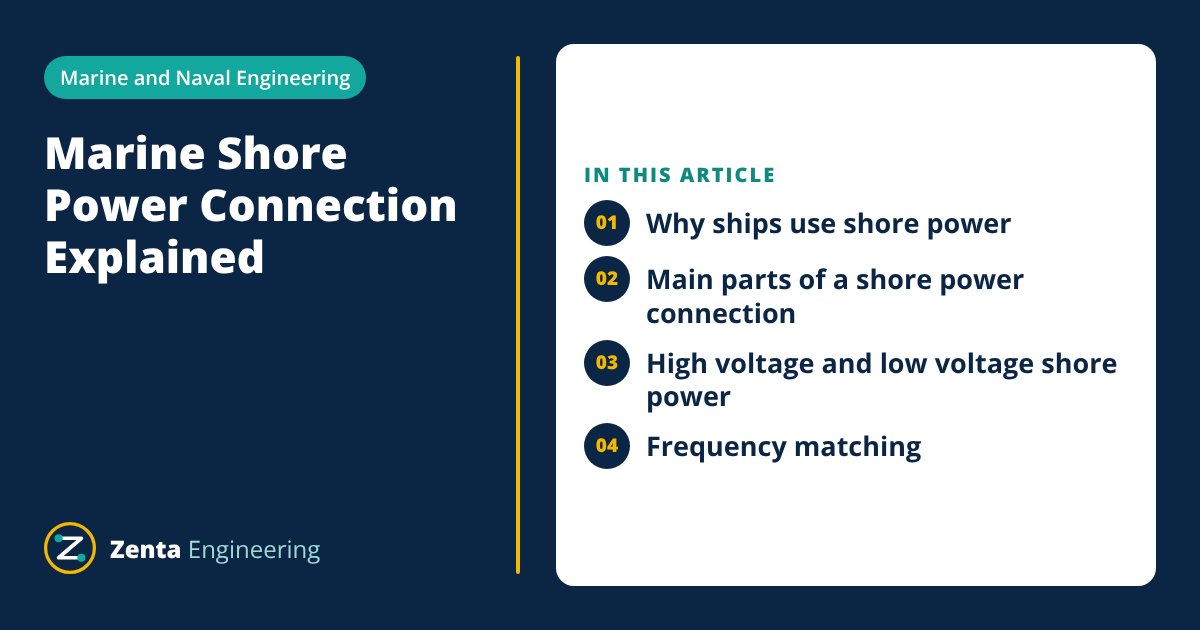 Marine and Naval Engineering
Marine Shore
Power Connection
Explained
Zenta Engineering
IN THIS ARTICLE
01 Why ships use shore power
02 Main parts of a shore power
connection
03 High voltage and low voltage shore
power
04 Frequency matching